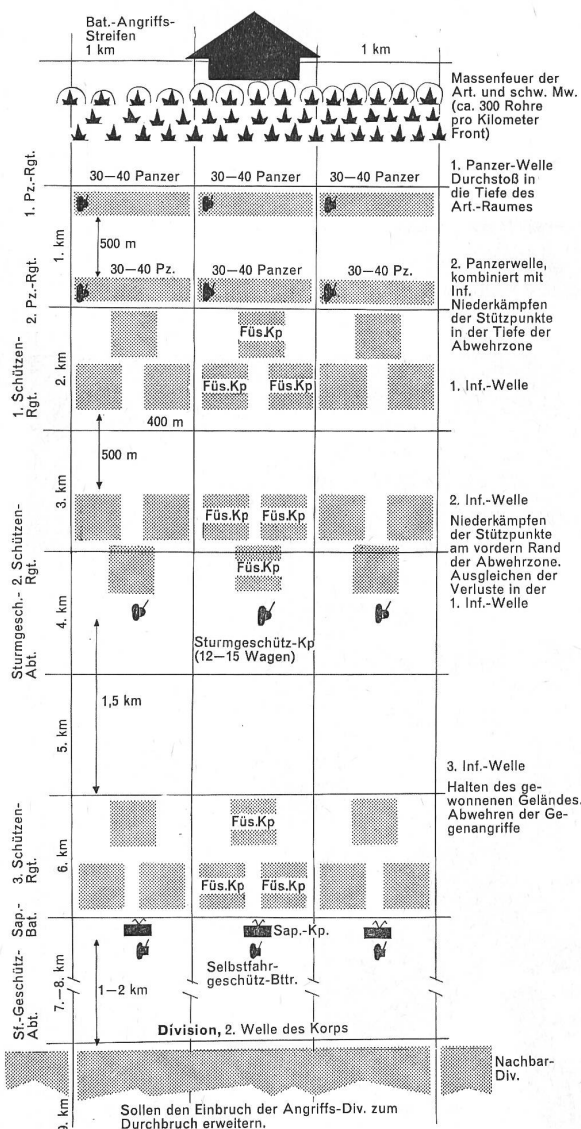 Bat.-Angriffs-
Streifen
1 km
1 km
Massenfeuer der
Art. und schw. Mw.
(ca. 300 Rohre
pro Kilometer
Front)
1. Pz.-Rgt.
30—40 Panzer
30—40 Panzer
30—40 Panzer
1. Panzer-Welle
Durchstoß in
die Tiefe des
Art.-Raumes
1. km
500 m
2. Pz.-Rgt.
30—40 Pz.
30—40 Panzer
30—40 Pz.
2. Panzerwelle,
kombiniert mit
Inf.
Niederkämpfen
der Stützpunkte
in der Tiefe der
Abwehrzone
1. Schützen-
Rgt.
2. km
Füs.Kp
Füs.Kp
Füs.Kp
1. Inf.-Welle
400 m
500 m
3. km
2. Inf.-Welle
Füs.Kp
Füs.Kp
Niederkämpfen
der Stützpunkte
am vordern Rand
der Abwehrzone.
Ausgleichen der
Verluste in der
1. Inf.-Welle
2. Schützen-
Rgt.
Füs.Kp
Sturmgesch.-
Abt.
4. km
Sturmgeschütz-Kp
(12—15 Wagen)
1,5 km
5. km
3. Inf.-Welle
Halten des ge-
wonnenen Geländes.
Abwehren der Ge-
genangriffe
3. Schützen-
Rgt.
6. km
Füs.Kp
Füs.Kp
Füs.Kp
Sap.-
Bat.
Sap.-Kp.
Sf.-Geschütz-
Abt.
7.—8. km
Selbstfahr-
geschütz-Bttr.
1—2 km
Division, 2. Welle des Korps
Nachbar-
Div.
9. km
Sollen den Einbruch der Angriffs-Div. zum
Durchbruch erweitern.